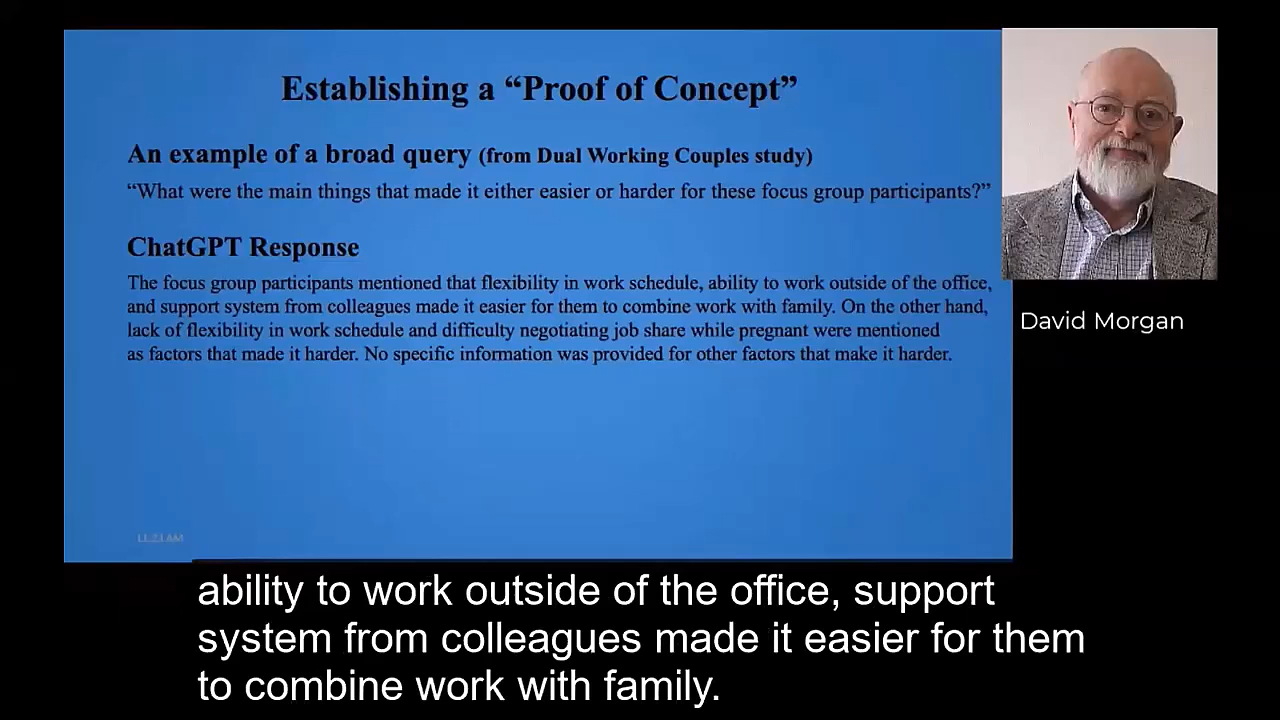 Establishing a “Proof of Concept”
An example of a broad query (from Dual Working Couples study)
“What were the main things that made it either easier or harder for these focus group participants?”
ChatGPT Response
The focus group participants mentioned that flexibility in work schedule, ability to work outside of the office,
and support system from colleagues made it easier for them to combine work with family. On the other hand,
lack of flexibility in work schedule and difficulty negotiating job share while pregnant were mentioned
as factors that made it harder. No specific information was provided for other factors that make it harder.
David Morgan
ability to work outside of the office, support
system from colleagues made it easier for them
to combine work with family.